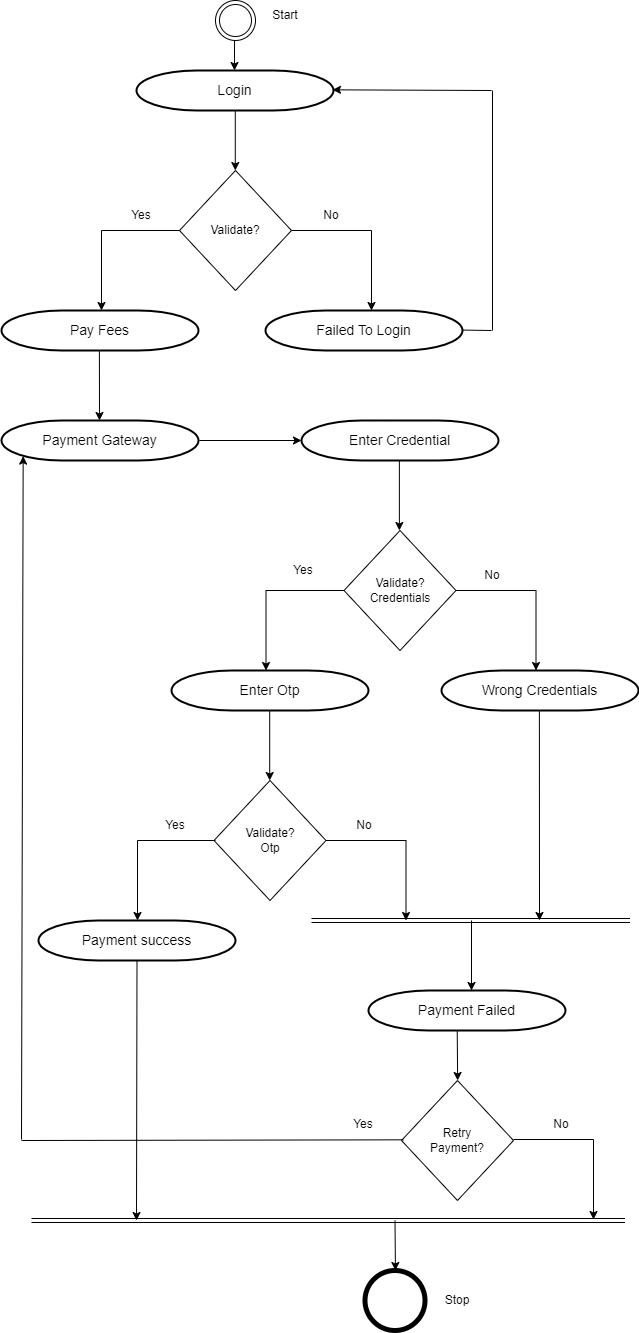 Start
Login
Yes
No
Validate?
Pay Fees
Failed To Login
Payment Gateway
Enter Credential
Yes
No
Validate?
Credentials
Enter Otp
Wrong Credentials
Yes
No
Validate?
Otp
Payment success
Payment Failed
Yes
No
Retry
Payment?
Stop